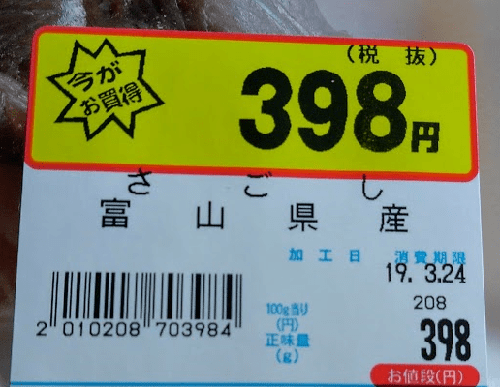 今が
お買得
(税 抜)
398円
さごし
富山県産
加工日 消費期限
19. 3.24
208
100g当り
(円)
正味量
(g)
398
2 010208 703984
お値段(円)